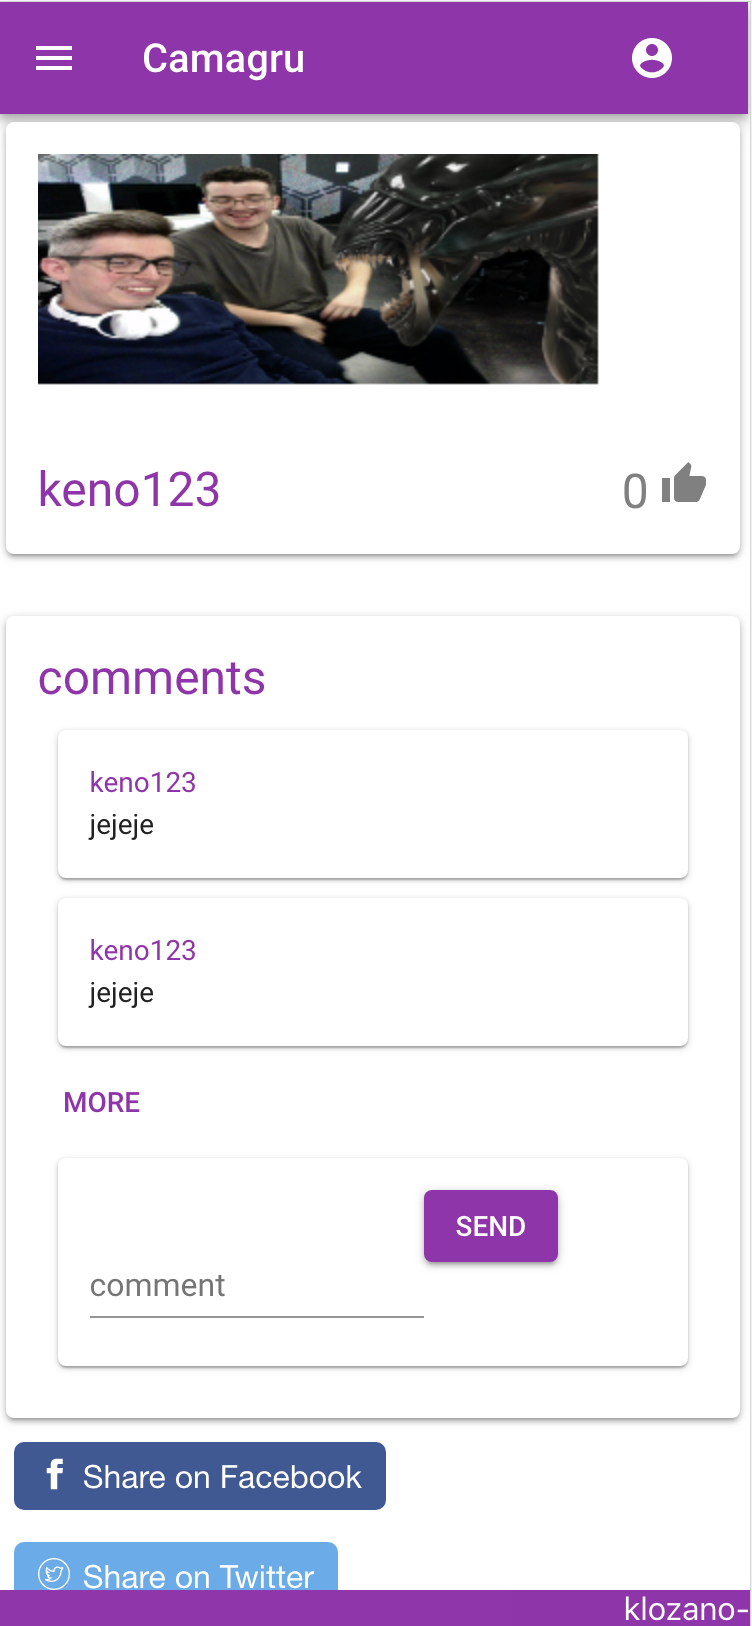 Camagru
keno123
0
comments
keno123
jejeje
keno123
jejeje
MORE
SEND
comment
Share on Facebook
Share on Twitter
klozano-